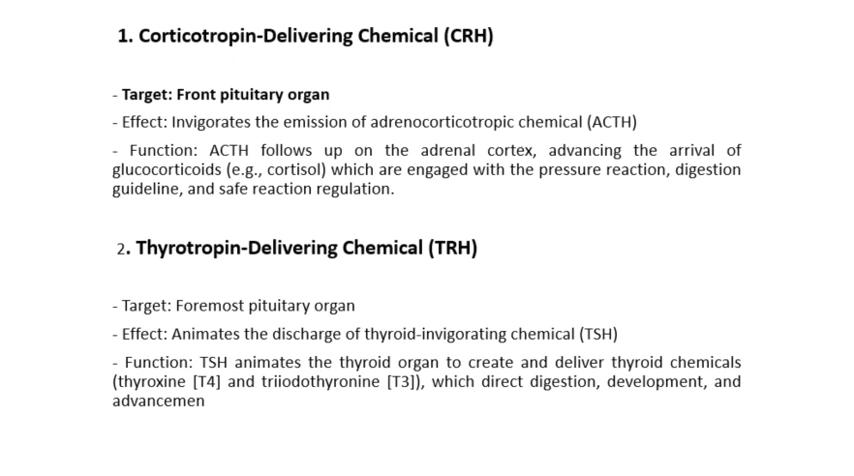 1. Corticotropin-Delivering Chemical (CRH)
- Target: Front pituitary organ
- Effect: Invigorates the emission of adrenocorticotropic chemical (ACTH)
- Function: ACTH follows up on the adrenal cortex, advancing the arrival of
glucocorticoids (e.g., cortisol) which are engaged with the pressure reaction, digestion
guideline, and safe reaction regulation.
2. Thyrotropin-Delivering Chemical (TRH)
- Target: Foremost pituitary organ
- Effect: Animates the discharge of thyroid-invigorating chemical (TSH)
- Function: TSH animates the thyroid organ to create and deliver thyroid chemicals
(thyroxine [T4] and triiodothyronine [T3]), which direct digestion, development, and
advancemen